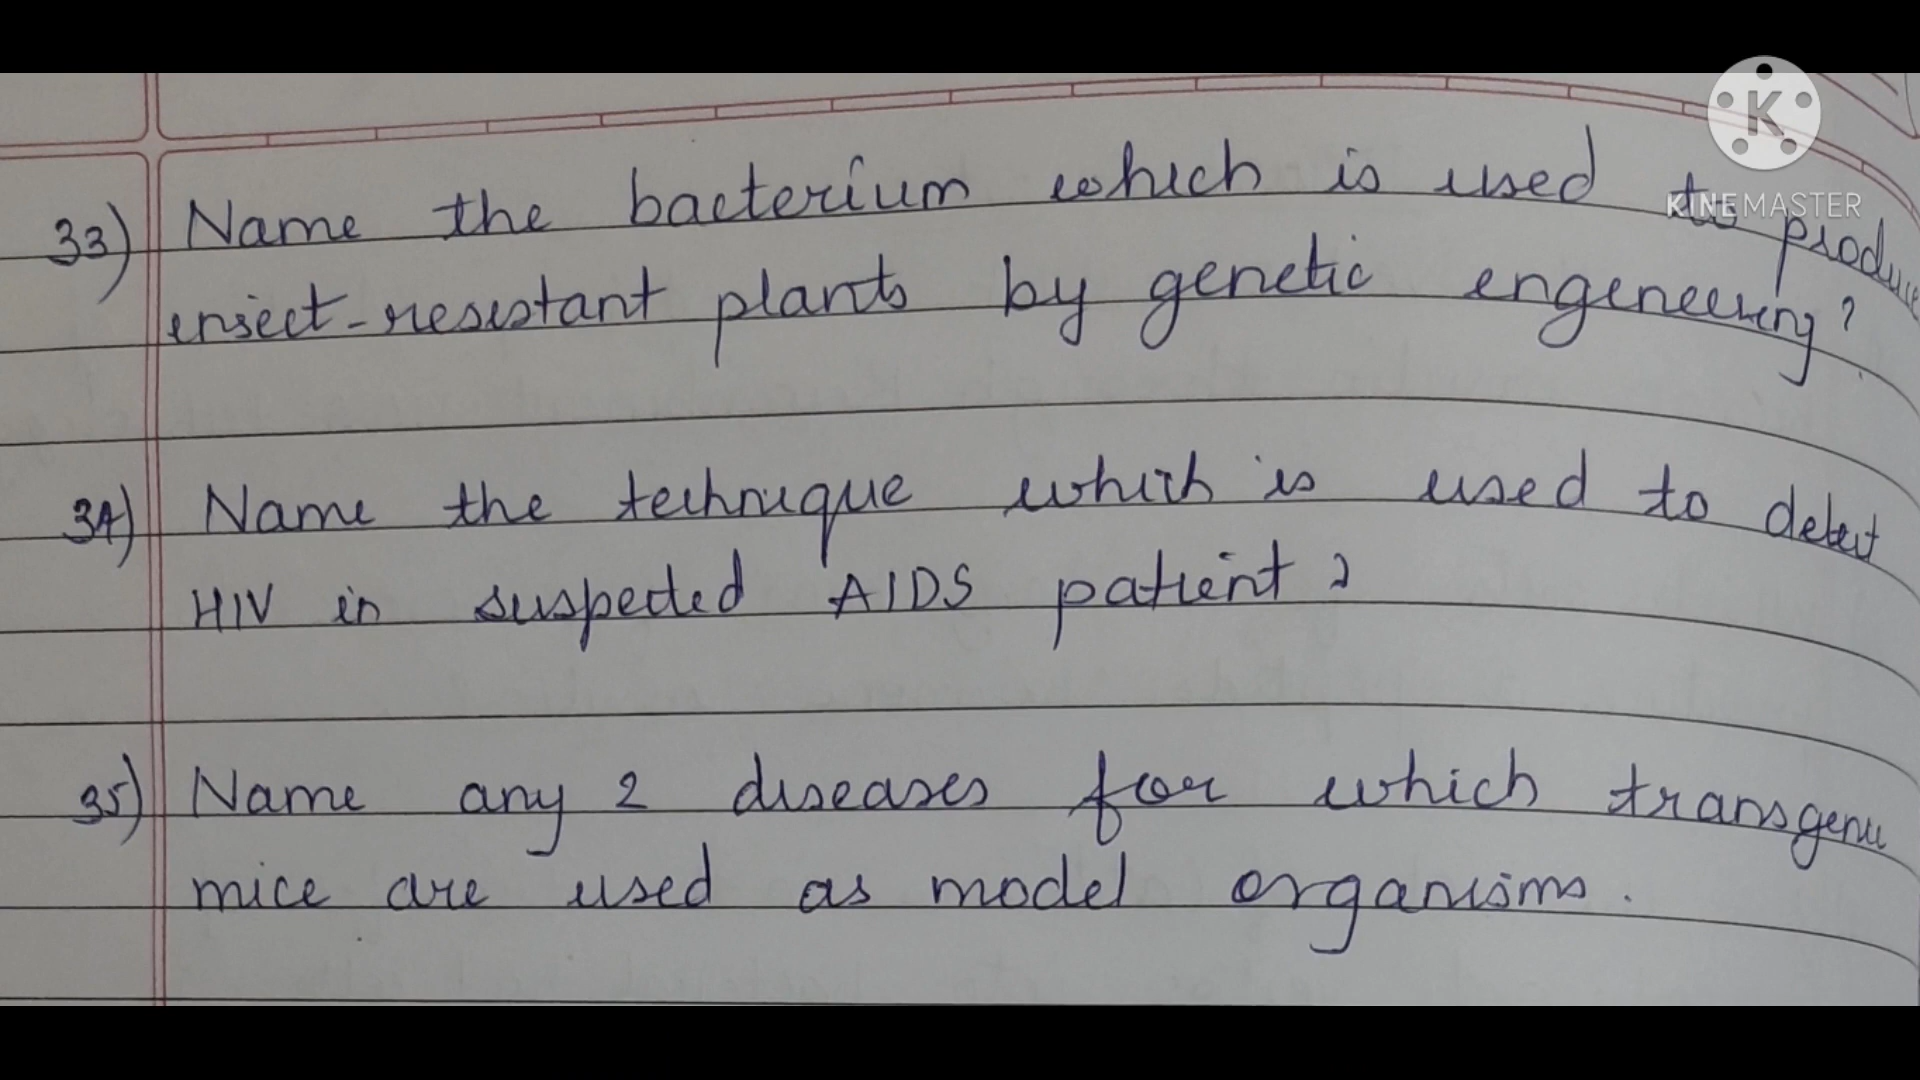 33) Name the bacterium which is used to produce
insect-resistant plants by genetic engeneering?
34) Name the technique which is used to detect
HIV in suspected AIDS patient?
35) Name any 2 diseases for which transgenic
mice are used as model organisms.
K
KINEMASTER